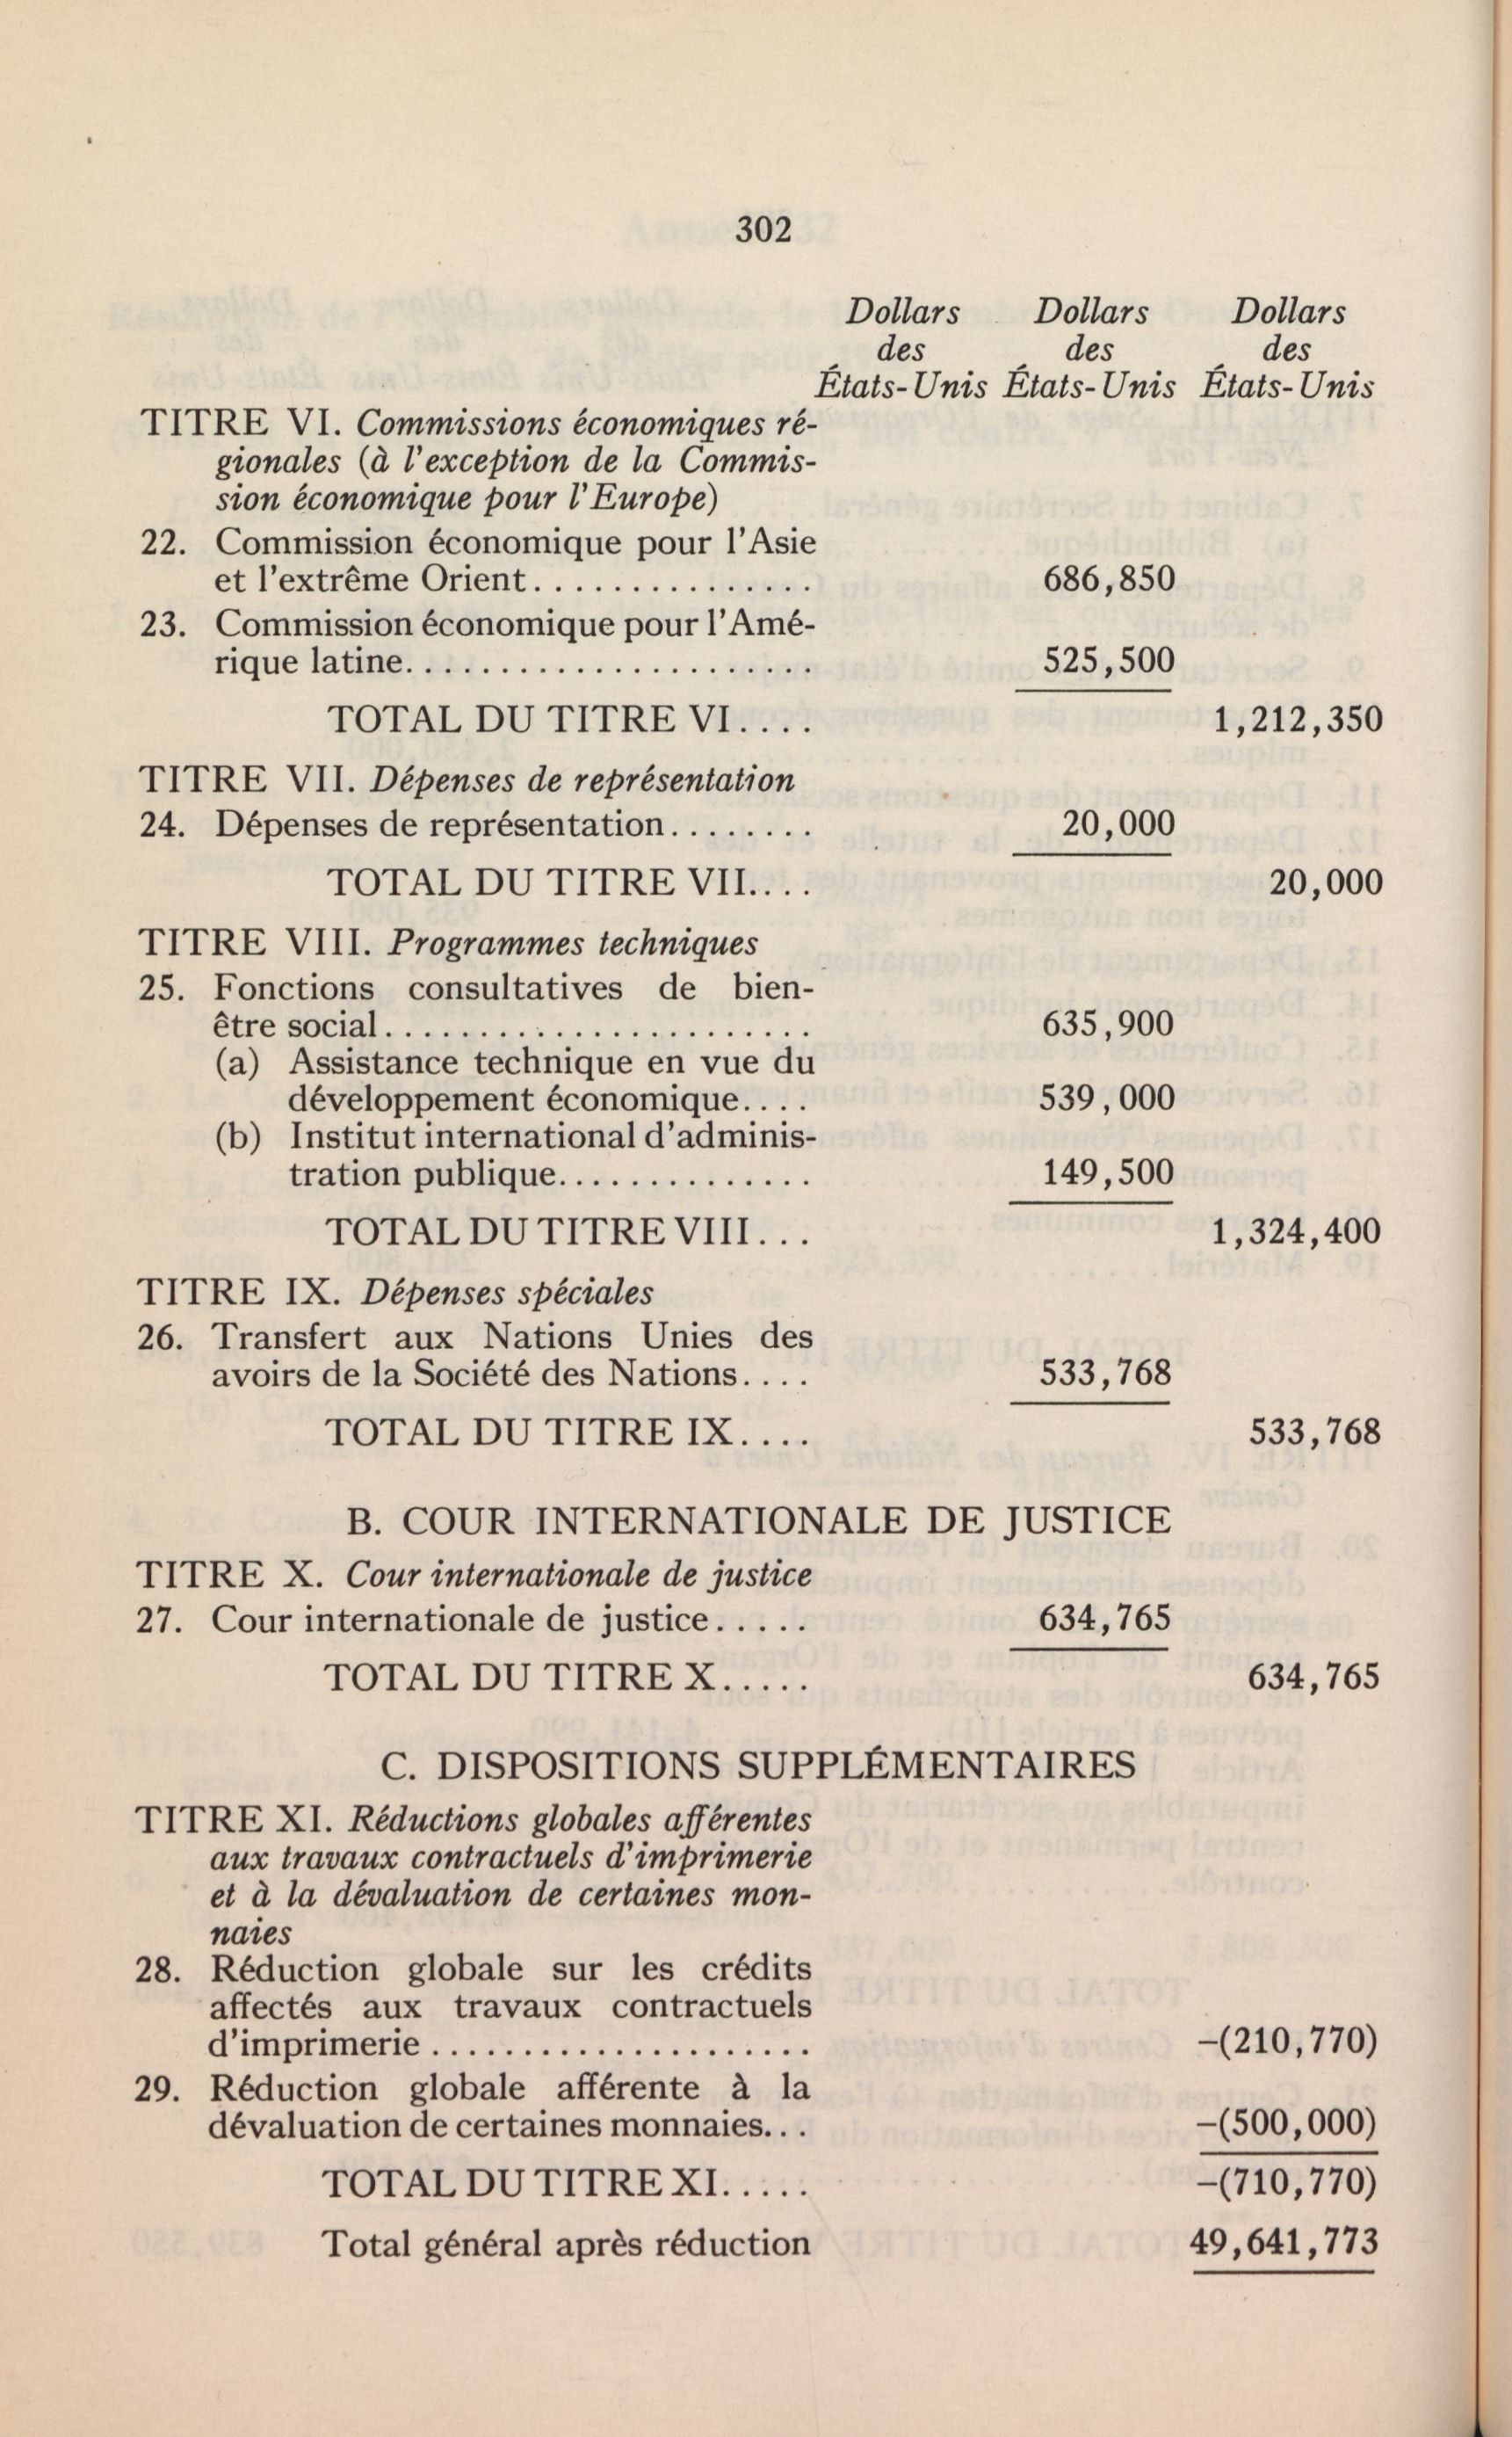 302
Dollars Dollars Dollars
des des des
États-Unis États-Unis États-Unis
TITRE VI. Commissions économiques ré-
gionales (à l'exception de la Commis-
sion économique pour l'Europe)
22. Commission économique pour l'Asie
et l'extrême Orient............... 686,850
23. Commission économique pour l'Amé-
rique latine...................... 525,500
TOTAL DU TITRE VI.... 1,212,350
TITRE VII. Dépenses de représentation
24. Dépenses de représentation........ 20,000
TOTAL DU TITRE VII.... 20,000
TITRE VIII. Programmes techniques
25. Fonctions consultatives de bien-
être social....................... 635,900
(a) Assistance technique en vue du
développement économique.... 539,000
(b) Institut international d'adminis-
tration publique.............. 149,500
TOTAL DU TITRE VIII... 1,324,400
TITRE IX. Dépenses spéciales
26. Transfert aux Nations Unies des
avoirs de la Société des Nations.... 533,768
TOTAL DU TITRE IX.... 533,768
B. COUR INTERNATIONALE DE JUSTICE
TITRE X. Cour internationale de justice
27. Cour internationale de justice..... 634,765
TOTAL DU TITRE X..... 634,765
C. DISPOSITIONS SUPPLÉMENTAIRES
TITRE XI. Réductions globales afférentes
aux travaux contractuels d'imprimerie
et à la dévaluation de certaines mon-
naies
28. Réduction globale sur les crédits
affectés aux travaux contractuels
d'imprimerie ..................... –(210,770)
29. Réduction globale afférente à la
dévaluation de certaines monnaies... –(500,000)
TOTAL DU TITRE XI..... –(710,770)
Total général après réduction 49,641,773